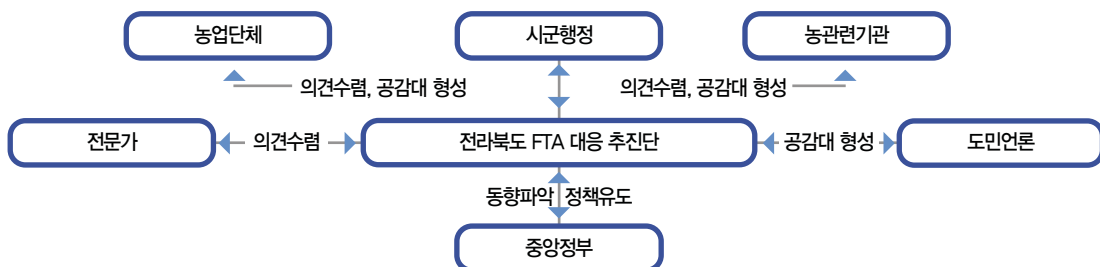 농업단체
시군행정
농관련기관
의견수렴, 공감대 형성
의견수렴, 공감대 형성
전문가
의견수렴
전라북도 FTA 대응 추진단
공감대 형성
도민언론
동향파악 정책유도
중앙정부